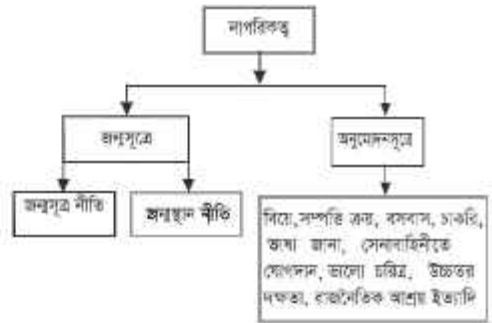 নাগরিকত্ব
জন্মসূত্রে
অনুমোদনসূত্রে
জন্মসূত্র নীতি
জন্মস্থান নীতি
বিয়ে, সম্পত্তি ক্রয়, বসবাস, চাকরি,
ভাষা জানা, সেনাবাহিনীতে
যোগদান, ভালো চরিত্র, উচ্চতর
দক্ষতা, রাজনৈতিক আশ্রয় ইত্যাদি